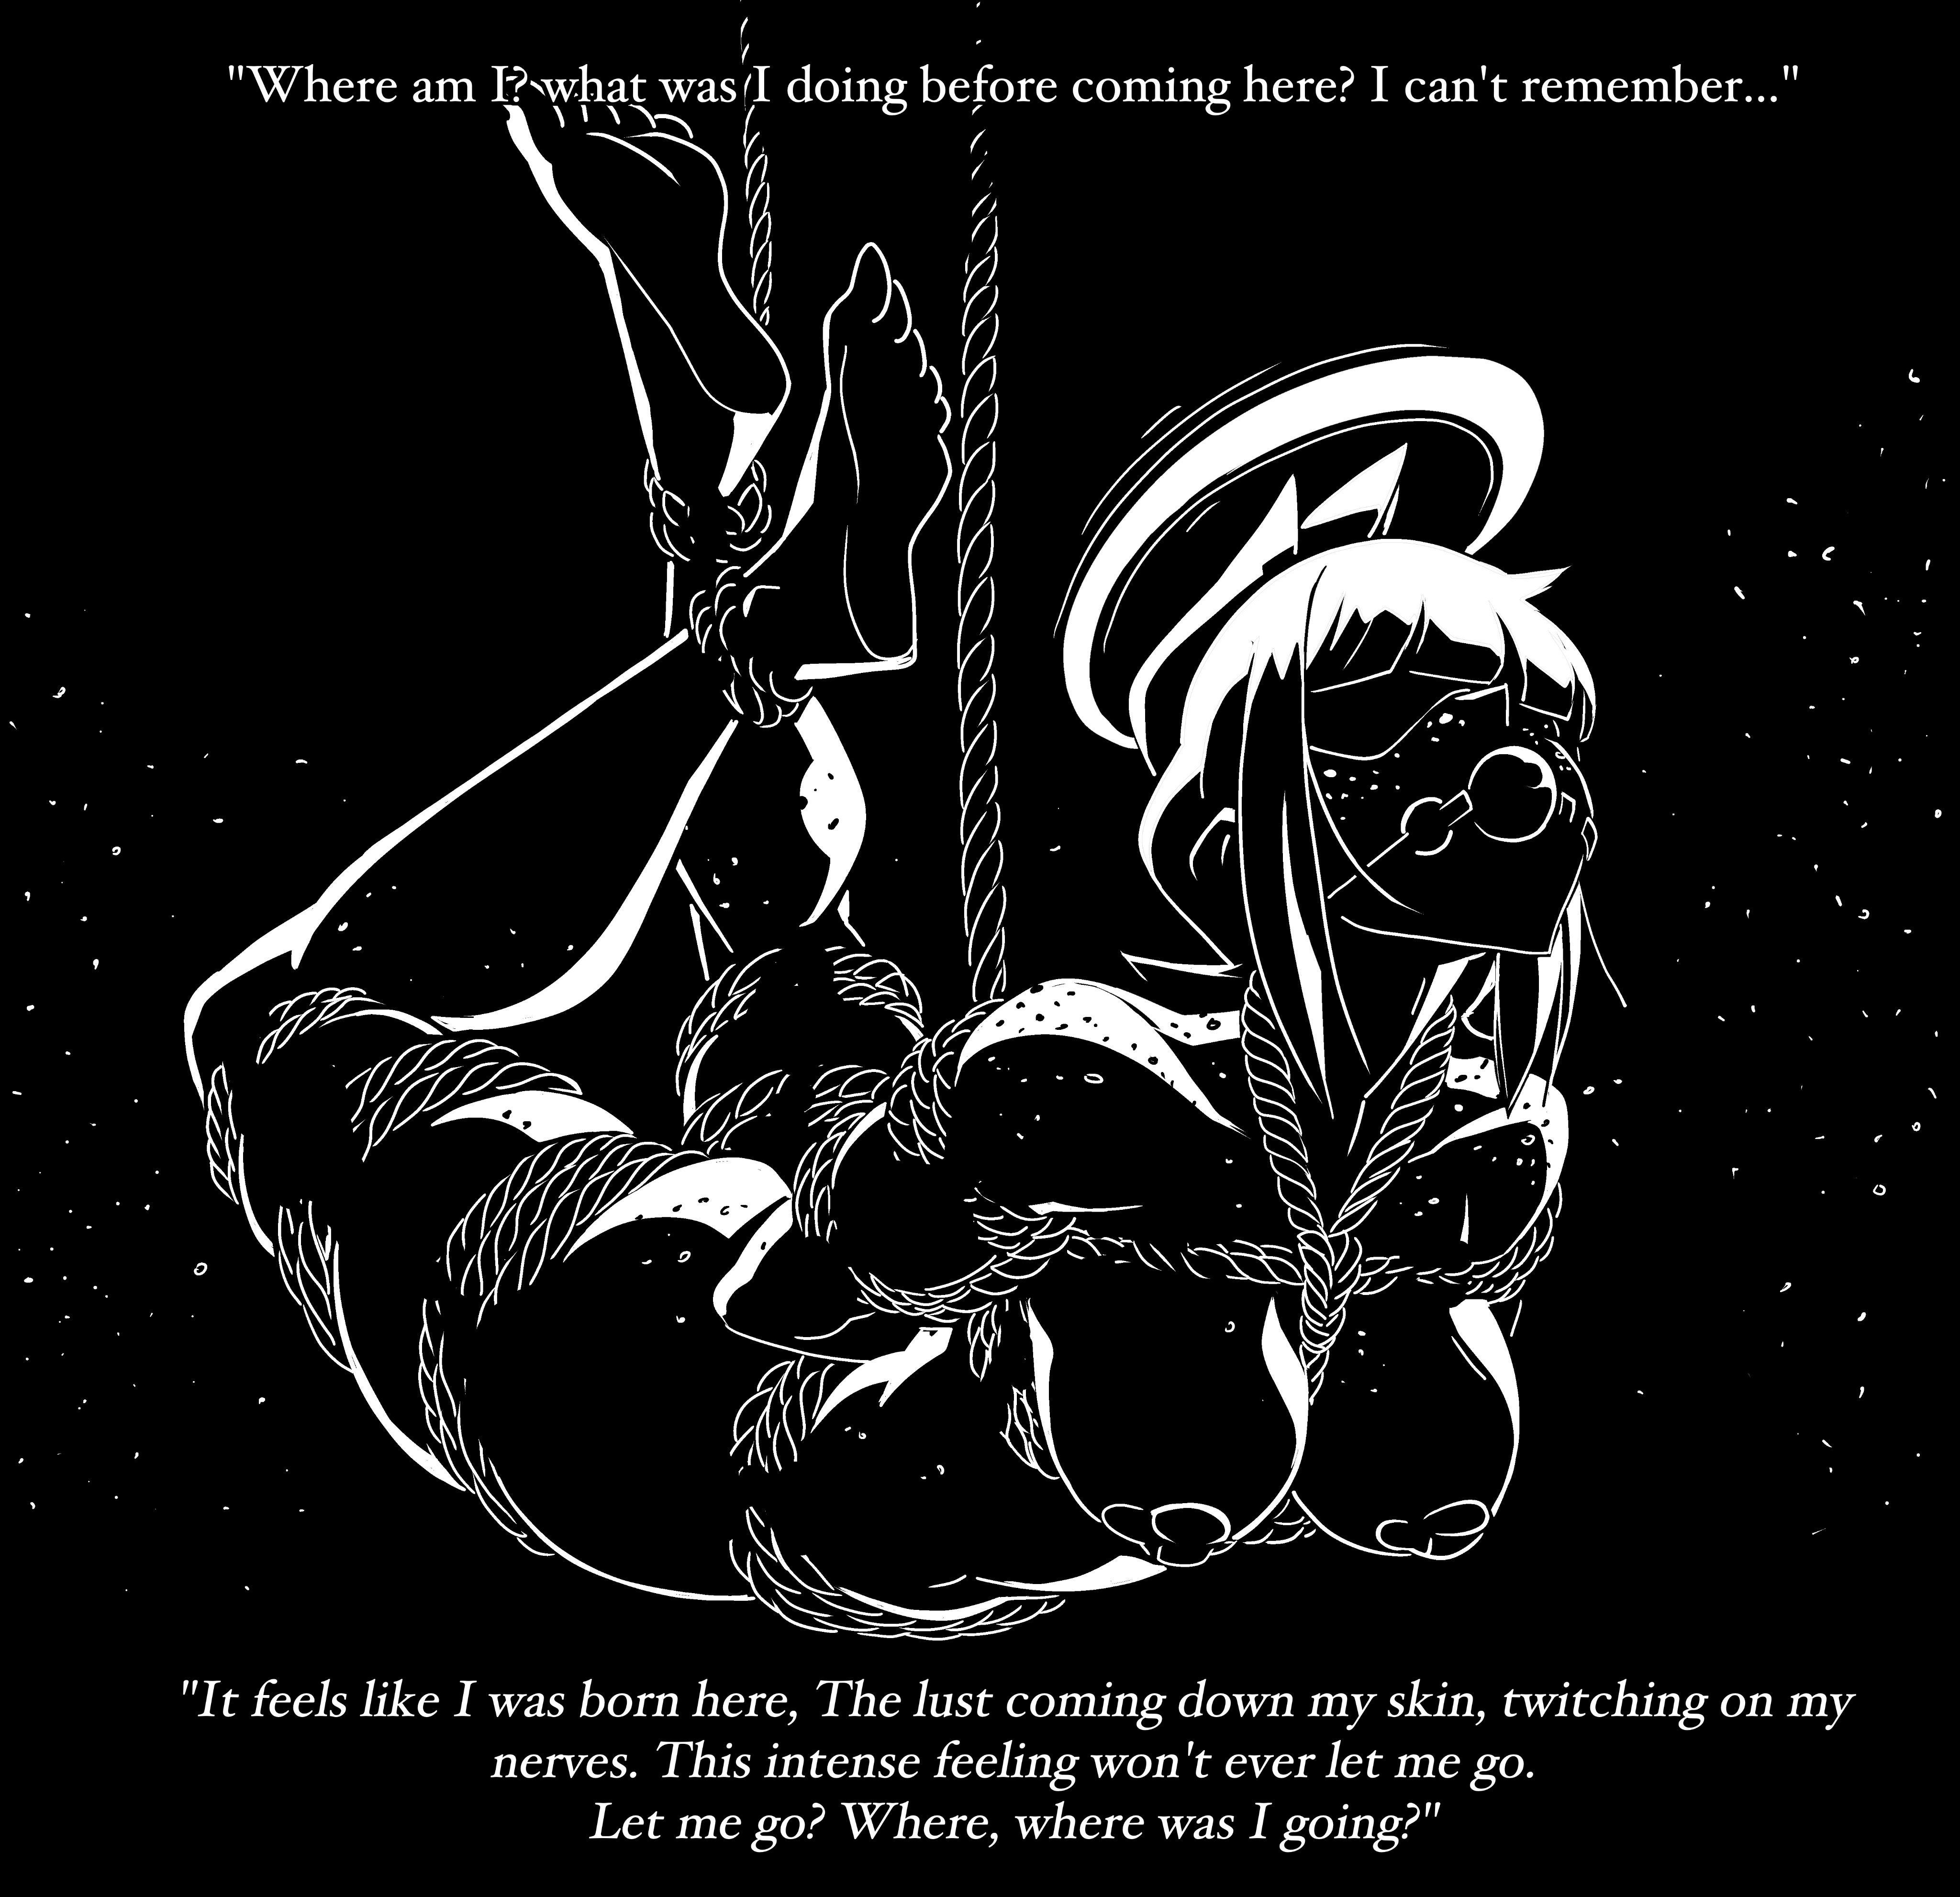 "Where am I? what was I doing before coming here? I can't remember..."
"It feels like I was born here, The lust coming down my skin, twitching on my
nerves. This intense feeling won't ever let me go.
Let me go? Where, where was I going?"